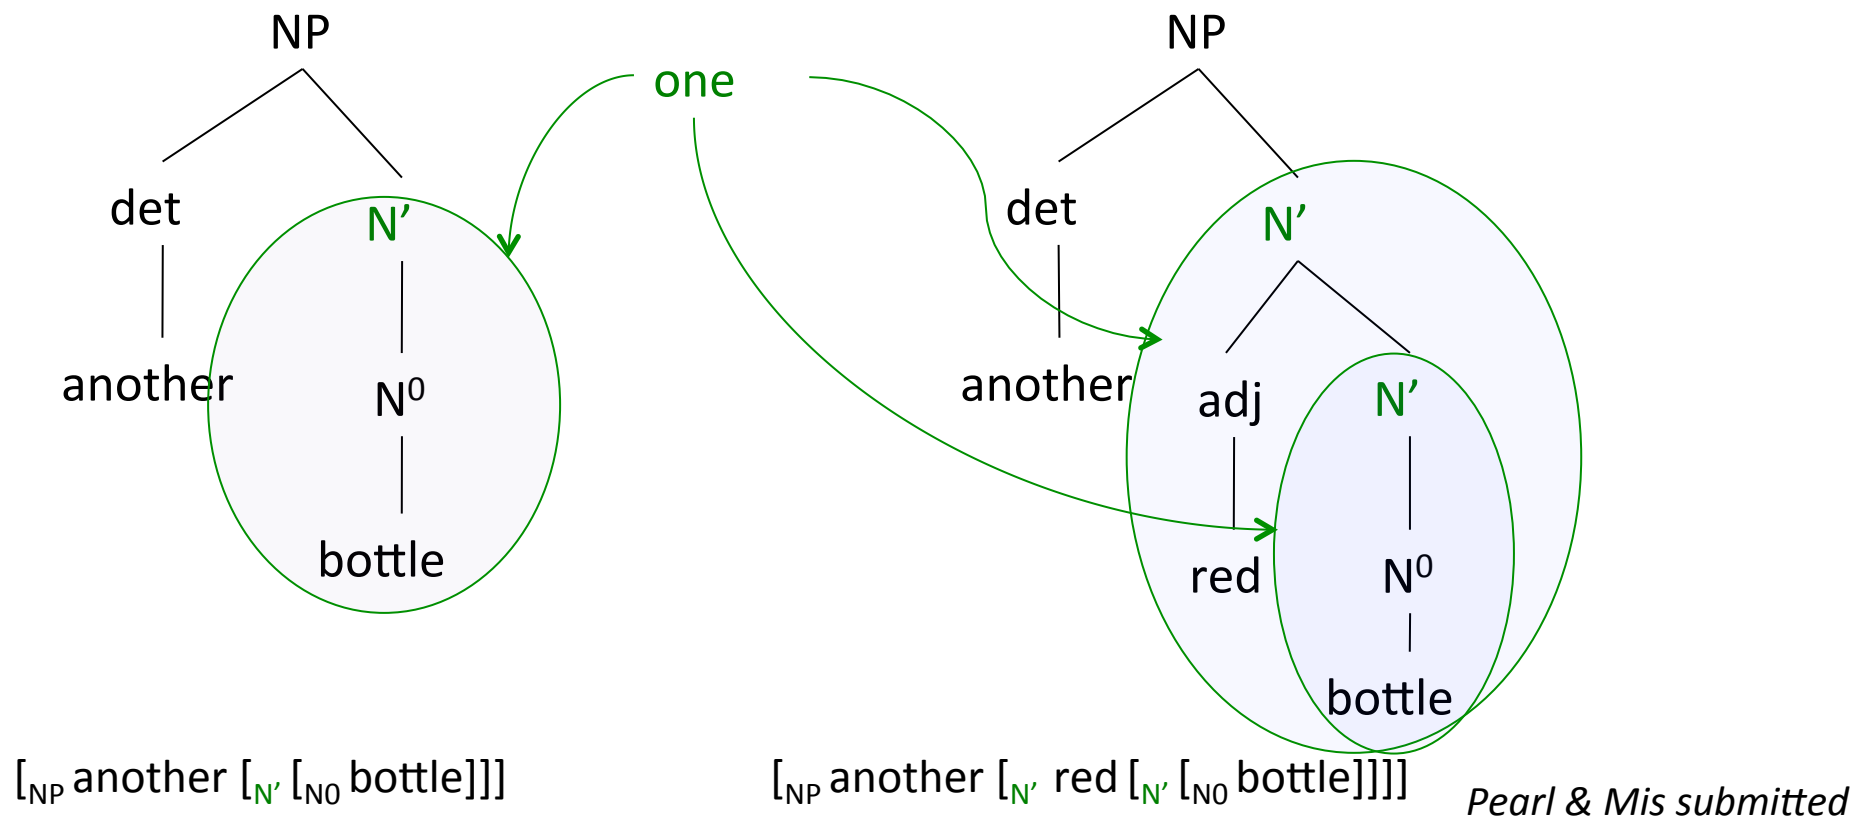 NP
one
NP
det
N’
det
N’
another
N⁰
another
adj
N’
bottle
red
N⁰
bottle
[NP another [N’ [N0 bottle]]]
[NP another [N’ red [N’ [N0 bottle]]]]
Pearl & Mis submitted